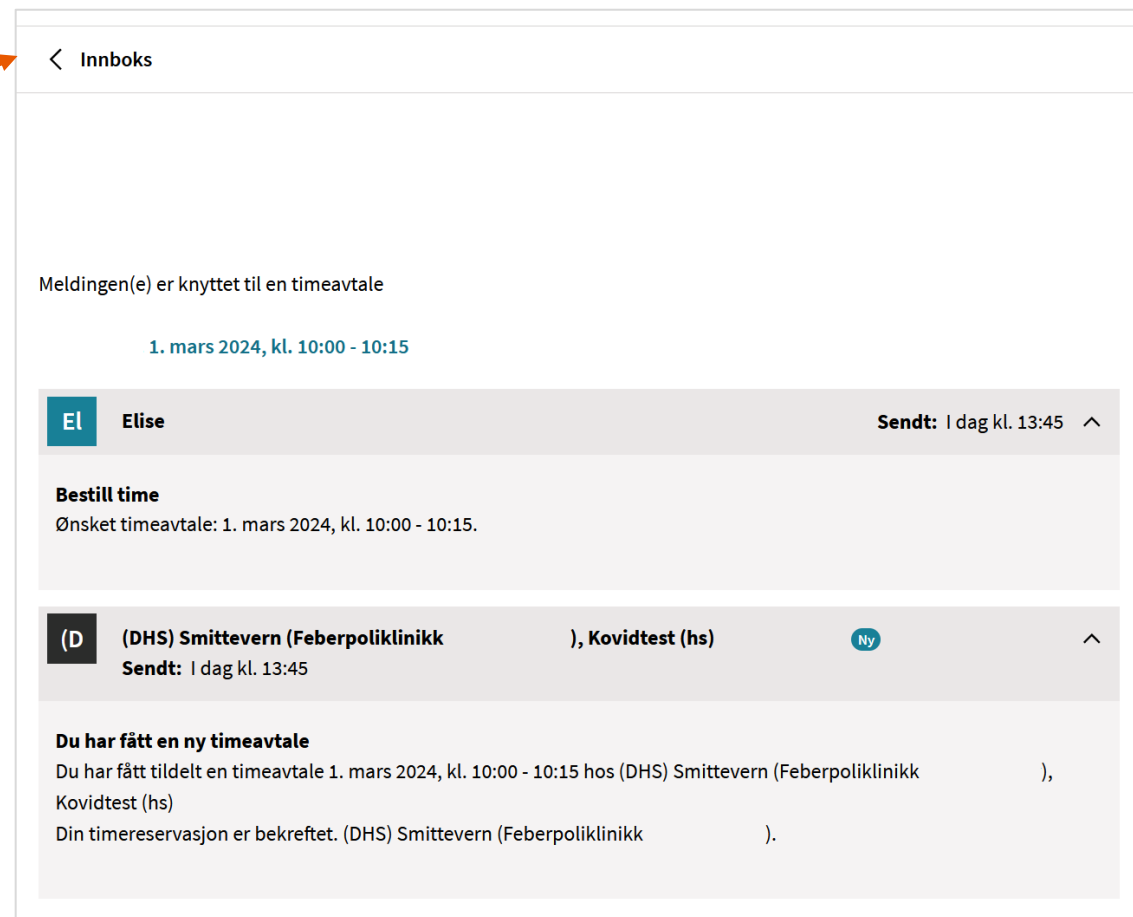 Innboks
Meldingen(e) er knyttet til en timeavtale
1. mars 2024, kl. 10:00 - 10:15
El Elise Sendt: I dag kl. 13:45
Bestill time
Ønsket timeavtale: 1. mars 2024, kl. 10:00 - 10:15.
(D (DHS) Smittevern (Feberpoliklinikk ), Kovidtest (hs) Ny
Sendt: I dag kl. 13:45
Du har fått en ny timeavtale
Du har fått tildelt en timeavtale 1. mars 2024, kl. 10:00 - 10:15 hos (DHS) Smittevern (Feberpoliklinikk ),
Kovidtest (hs)
Din timereservasjon er bekreftet. (DHS) Smittevern (Feberpoliklinikk ).